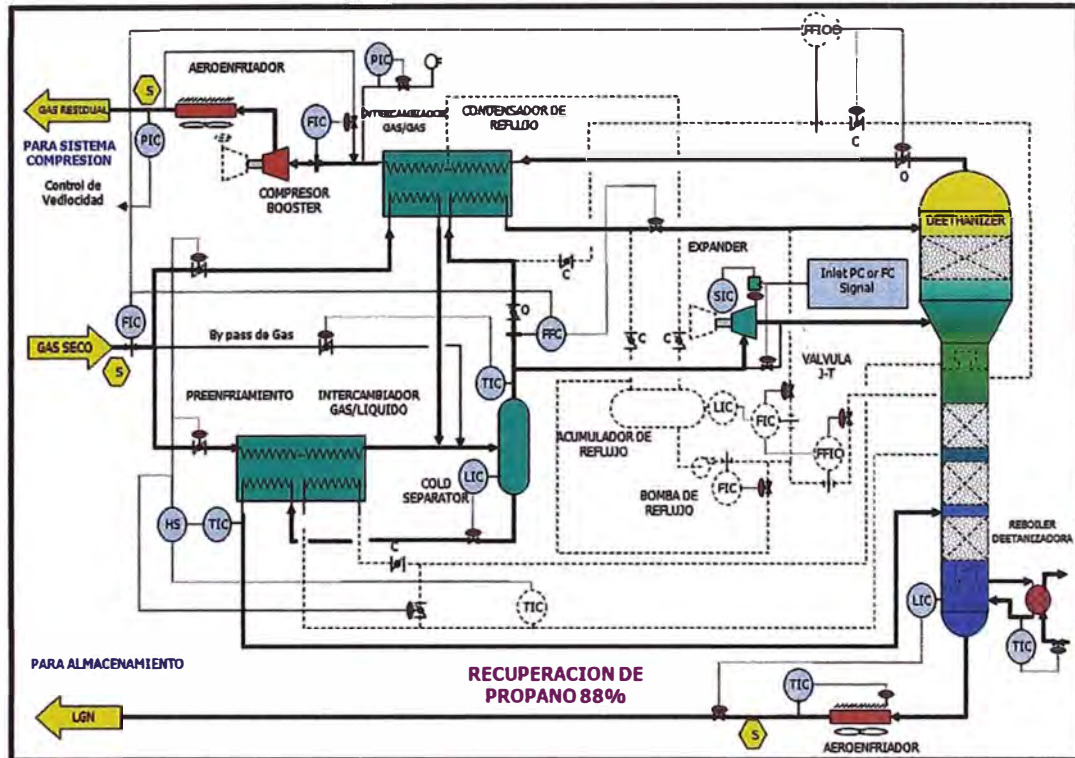 FFIC
AEROENFRIADOR
PIC
F
S
GAS RESIDUAL
FIC
INTERCAMBIADOR
GAS/GAS
CONDENSADOR DE
REFLUJO
C
O
PIC
PARA SISTEMA
COMPRESION
Control de
Vedlocidad
COMPRESOR
BOOSTER
DEETHANIZER
EXPANDER
C
SIC
Inlet PC or FC
Signal
O
FIC
By pass de Gas
FFC
C
C
GAS SECO
S
TIC
VALVULA
J-T
PREENFRIAMIENTO
INTERCAMBIADOR
GAS/LIQUIDO
LIC
FIC
ACUMULADOR DE
REFLUJO
FFIC
COLD
SEPARATOR
LIC
BOMBA DE
REFLUJO
FIC
HS
TIC
C
REBOILER
DEETANIZADORA
TIC
LIC
TIC
PARA ALMACENAMIENTO
RECUPERACION DE
PROPANO 88%
TIC
LGN
S
AEROENFRIADOR